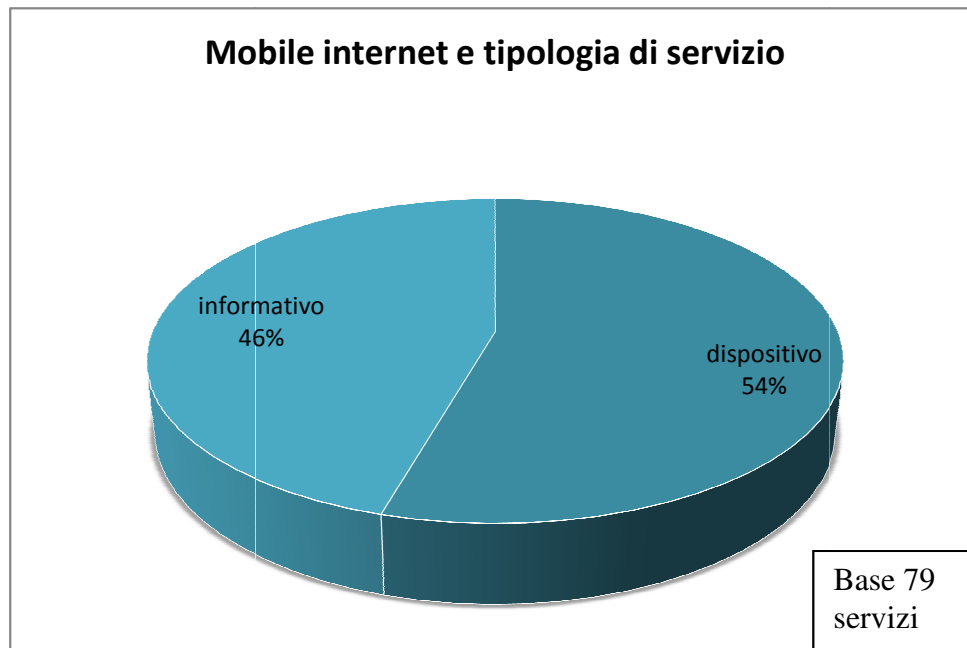 Mobile internet e tipologia di servizio
informativo
46%
dispositivo
54%
Base 79
servizi